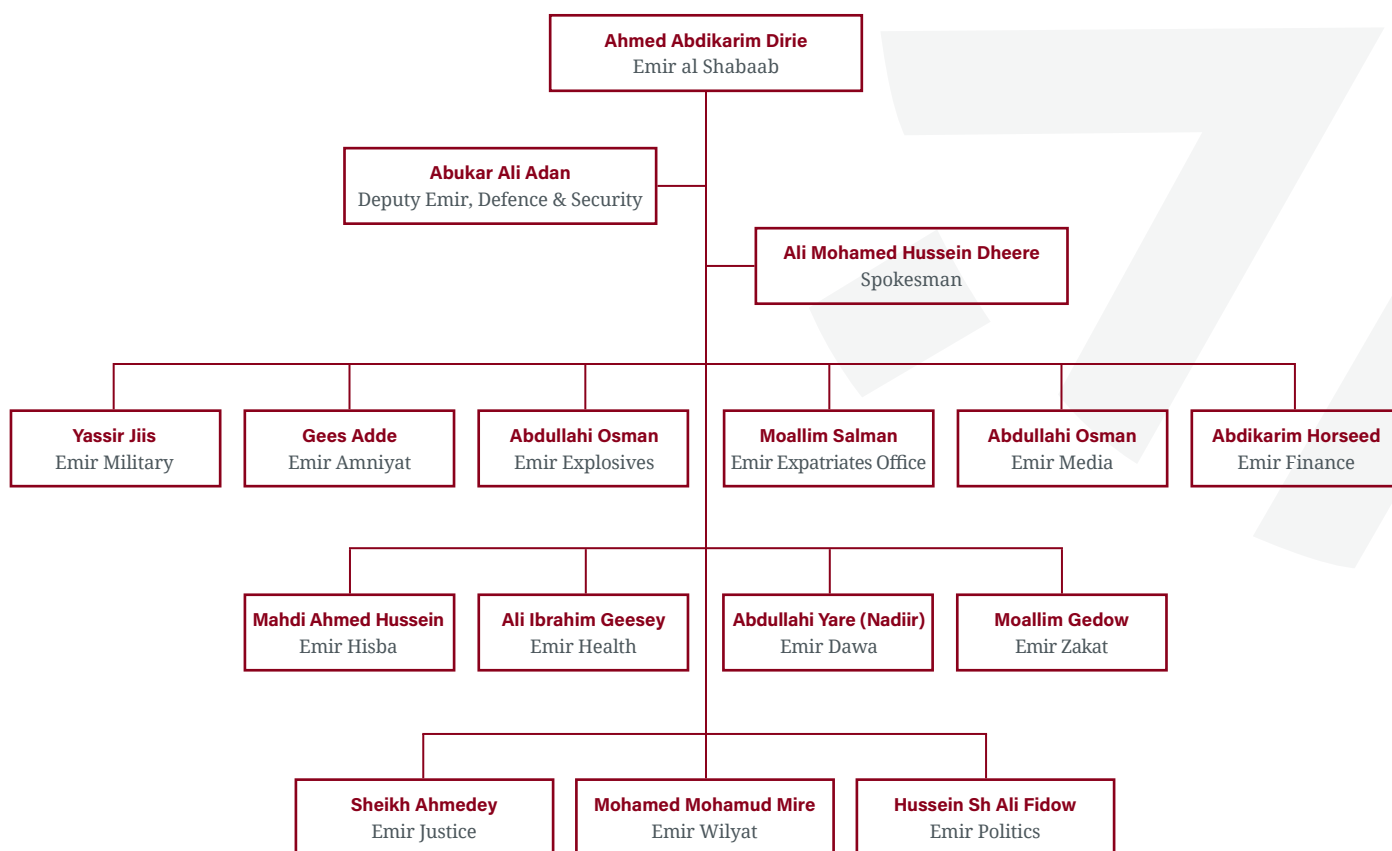 Ahmed Abdikarim Dirie
Emir al Shabaab
Abukar Ali Adan
Deputy Emir, Defence & Security
Ali Mohamed Hussein Dheere
Spokesman
Yassir Jiis
Emir Military
Gees Adde
Emir Amniyat
Abdullahi Osman
Emir Explosives
Moallim Salman
Emir Expatriates Office
Abdullahi Osman
Emir Media
Abdikarim Horseed
Emir Finance
Mahdi Ahmed Hussein
Emir Hisba
Ali Ibrahim Geesey
Emir Health
Abdullahi Yare (Nadiir)
Emir Dawa
Moallim Gedow
Emir Zakat
Sheikh Ahmedey
Emir Justice
Mohamed Mohamud Mire
Emir Wilyat
Hussein Sh Ali Fidow
Emir Politics